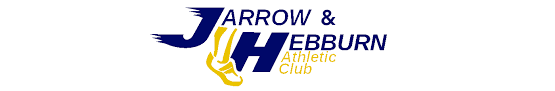 JARROW &
HEBBURN
Athletic
Club